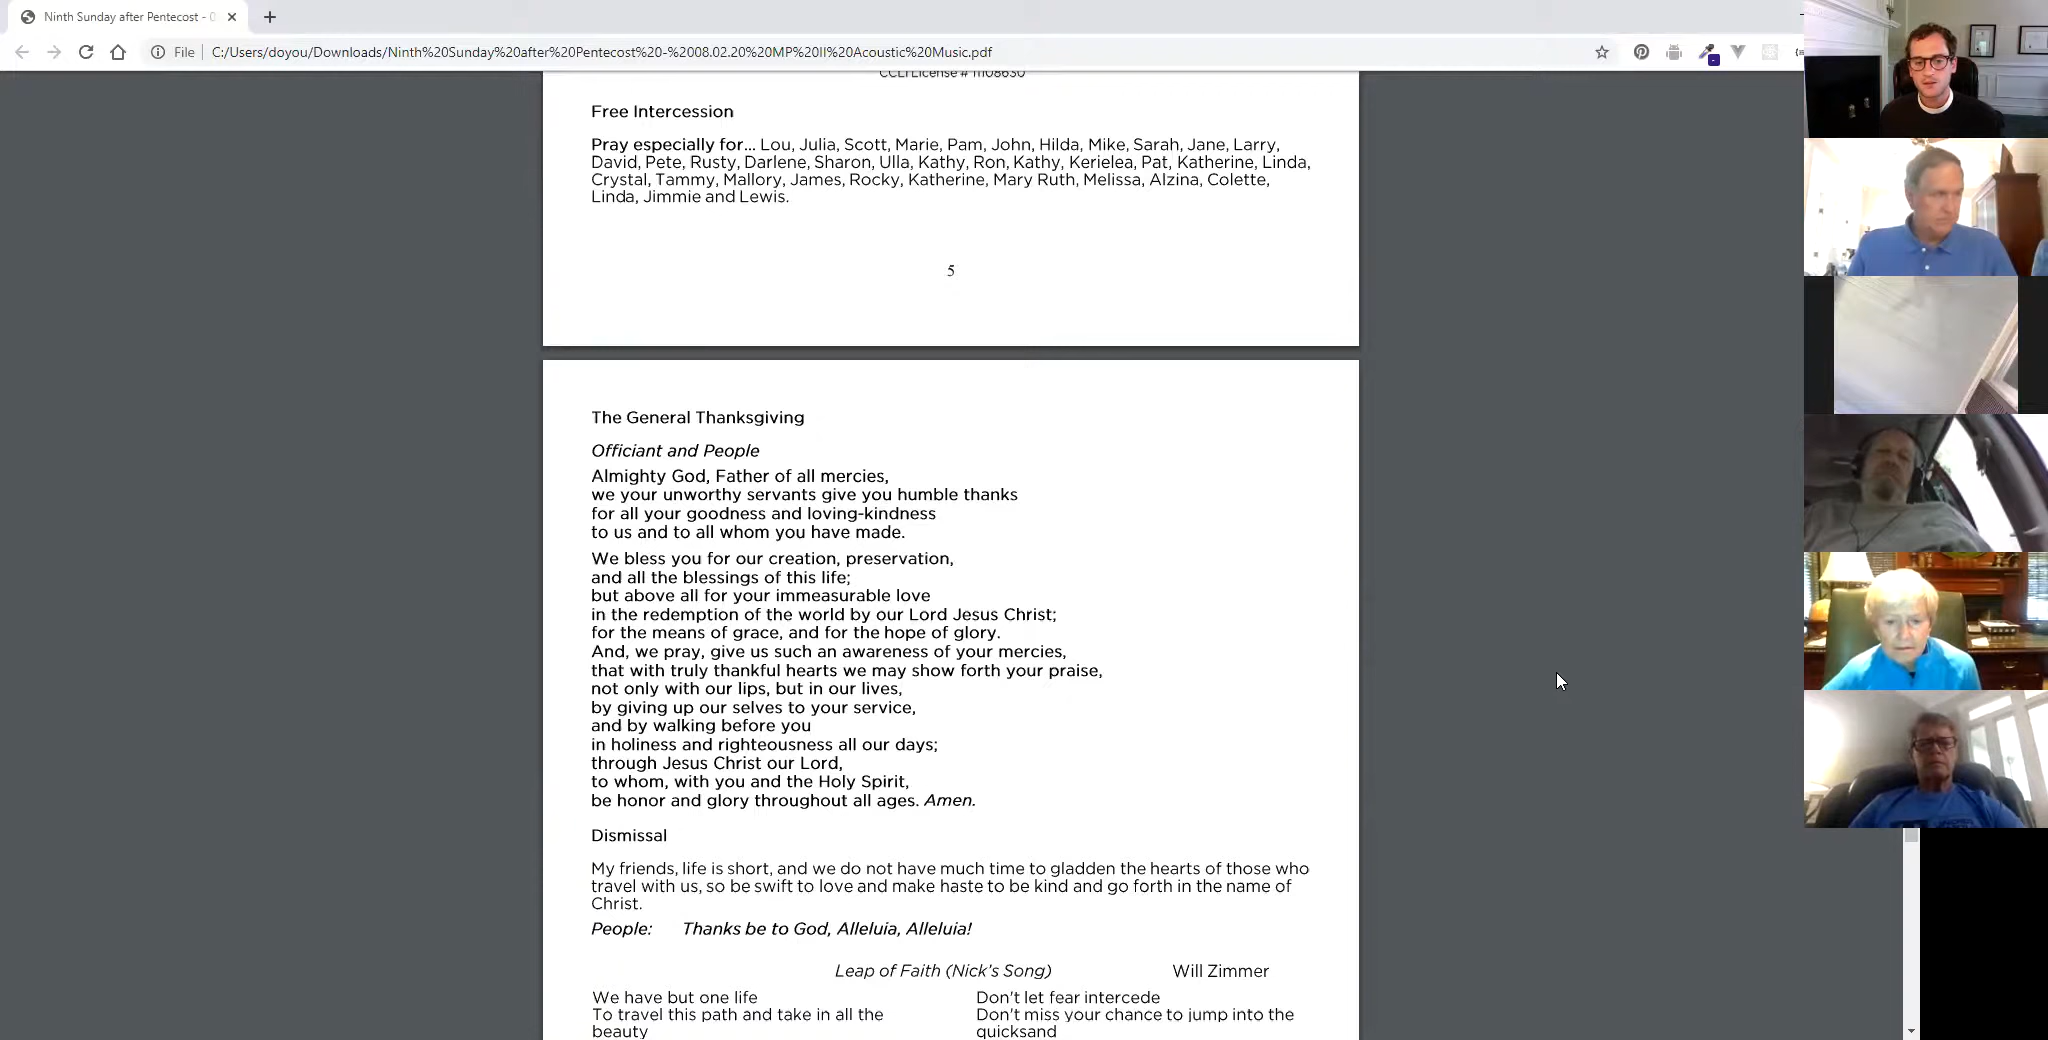 Ninth Sunday after Pentecost - 0
File
C:/Users/doyou/Downloads/Ninth%20Sunday%20after%20Pentecost%20-%2008.02.20%20MP%20II%20Acoustic%20Music.pdf
CCLI License # 11108630
Free Intercession
Pray especially for... Lou, Julia, Scott, Marie, Pam, John, Hilda, Mike, Sarah, Jane, Larry,
David, Pete, Rusty, Darlene, Sharon, Ulla, Kathy, Ron, Kathy, Kerielea, Pat, Katherine, Linda,
Crystal, Tammy, Mallory, James, Rocky, Katherine, Mary Ruth, Melissa, Alzina, Colette,
Linda, Jimmie and Lewis.
5
The General Thanksgiving
Officiant and People
Almighty God, Father of all mercies,
we your unworthy servants give you humble thanks
for all your goodness and loving-kindness
to us and to all whom you have made.
We bless you for our creation, preservation,
and all the blessings of this life;
but above all for your immeasurable love
in the redemption of the world by our Lord Jesus Christ;
for the means of grace, and for the hope of glory.
And, we pray, give us such an awareness of your mercies,
that with truly thankful hearts we may show forth your praise,
not only with our lips, but in our lives,
by giving up our selves to your service,
and by walking before you
in holiness and righteousness all our days;
through Jesus Christ our Lord,
to whom, with you and the Holy Spirit,
be honor and glory throughout all ages. Amen.
Dismissal
My friends, life is short, and we do not have much time to gladden the hearts of those who
travel with us, so be swift to love and make haste to be kind and go forth in the name of
Christ.
People: Thanks be to God, Alleluia, Alleluia!
Leap of Faith (Nick's Song) Will Zimmer
We have but one life
To travel this path and take in all the
beauty
Don't let fear intercede
Don't miss your chance to jump into the
quicksand